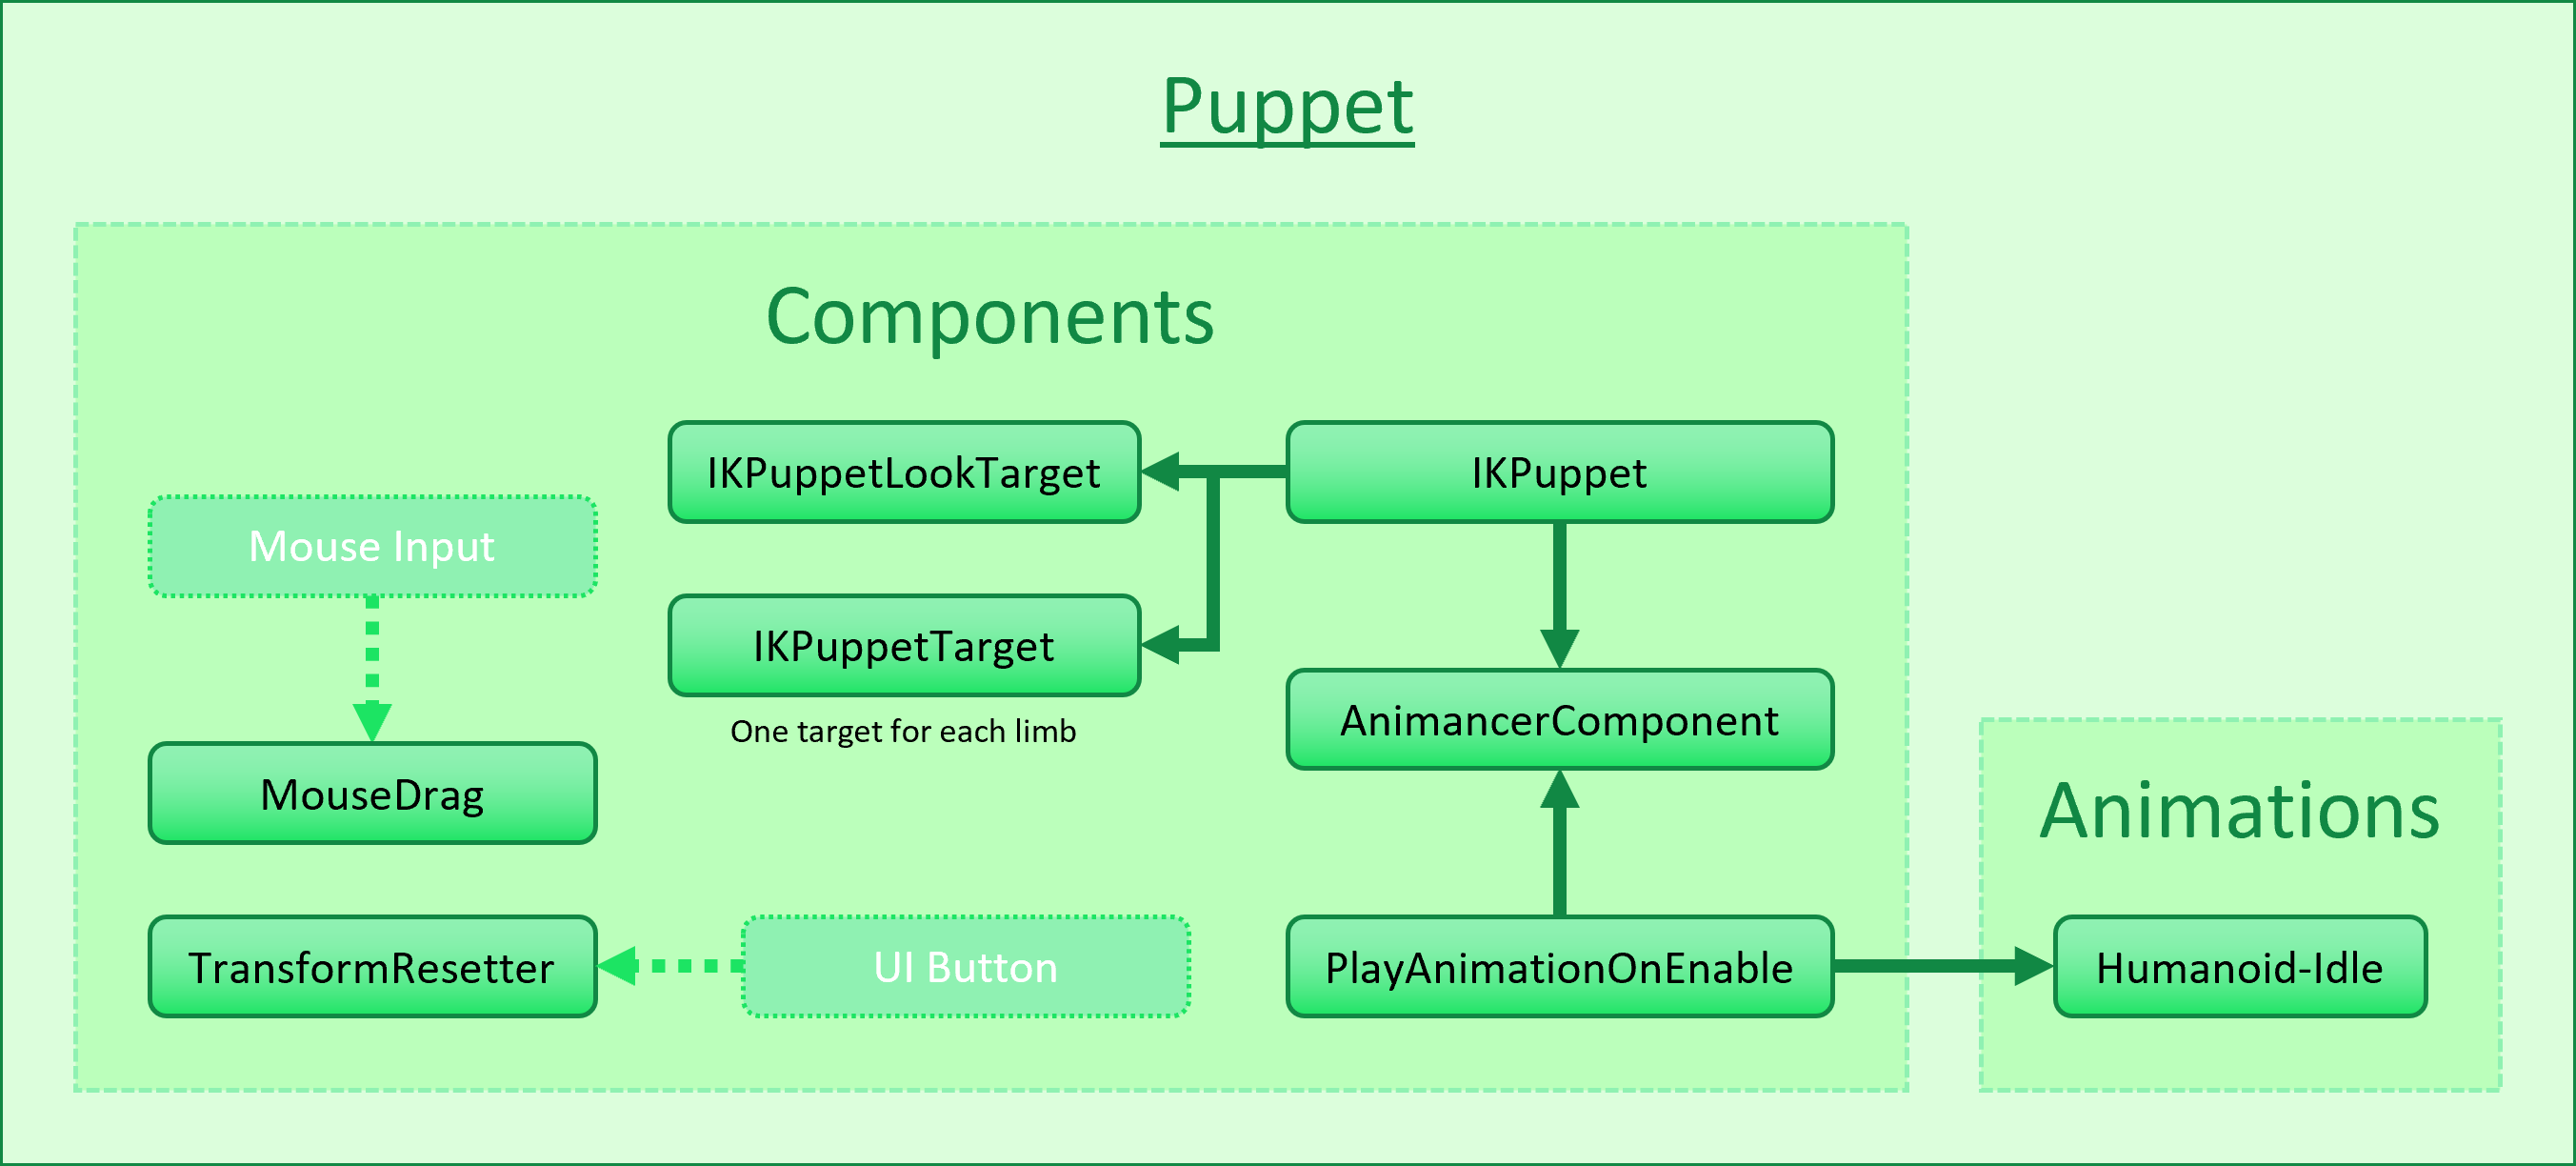 Puppet
Components
IKPuppetLookTarget
IKPuppet
Mouse Input
IKPuppetTarget
One target for each limb
AnimancerComponent
MouseDrag
Animations
TransformResetter
UI Button
PlayAnimationOnEnable
Humanoid-Idle